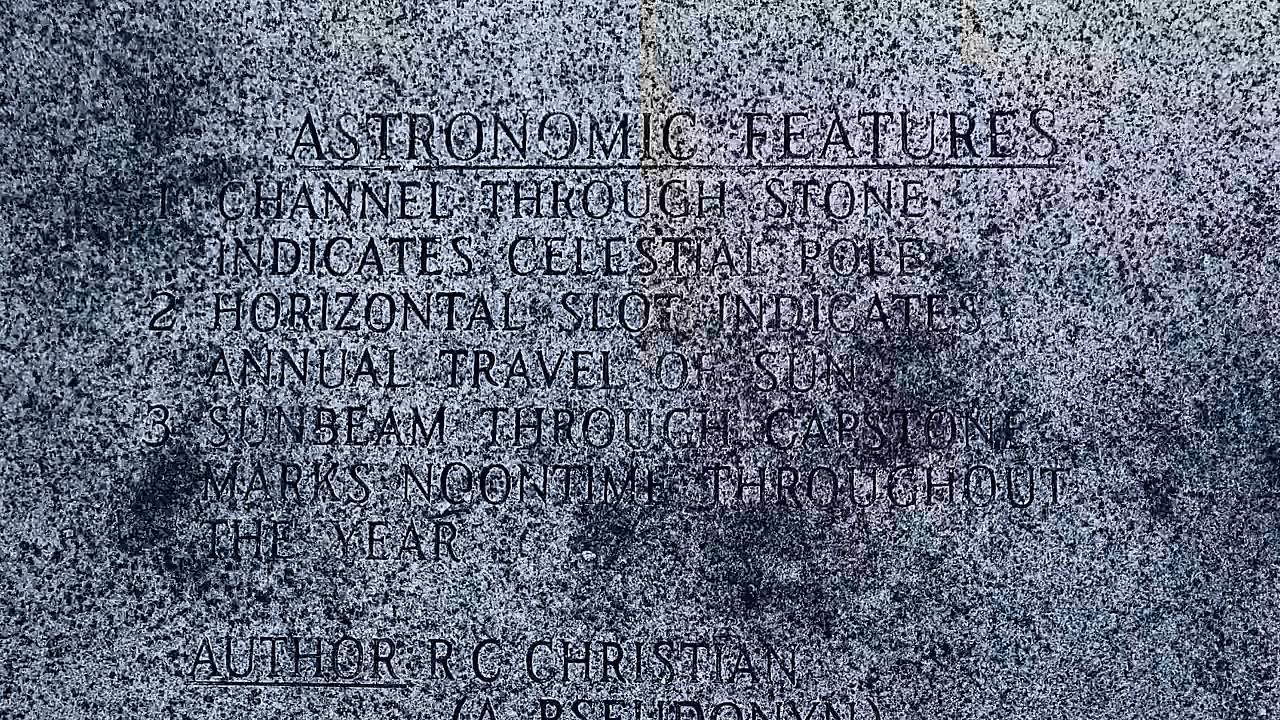 ASTRONOMIC FEATURES
1. CHANNEL THROUGH STONE
INDICATES CELESTIAL POLE
2. HORIZONTAL SLOT INDICATES
ANNUAL TRAVEL OF SUN
3. SUNBEAM THROUGH CAPSTONE
MARKS NOONTIME THROUGHOUT
THE YEAR
AUTHOR R C CHRISTIAN
(A PSEUDONYN)